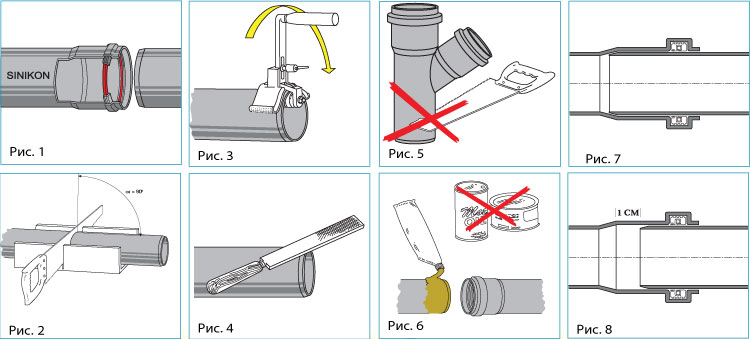 SINIKON
Рис. 1
Рис. 3
Рис. 5
Рис. 7
α = 90°
Рис. 2
Рис. 4
Рис. 6
1 СМ
Рис. 8